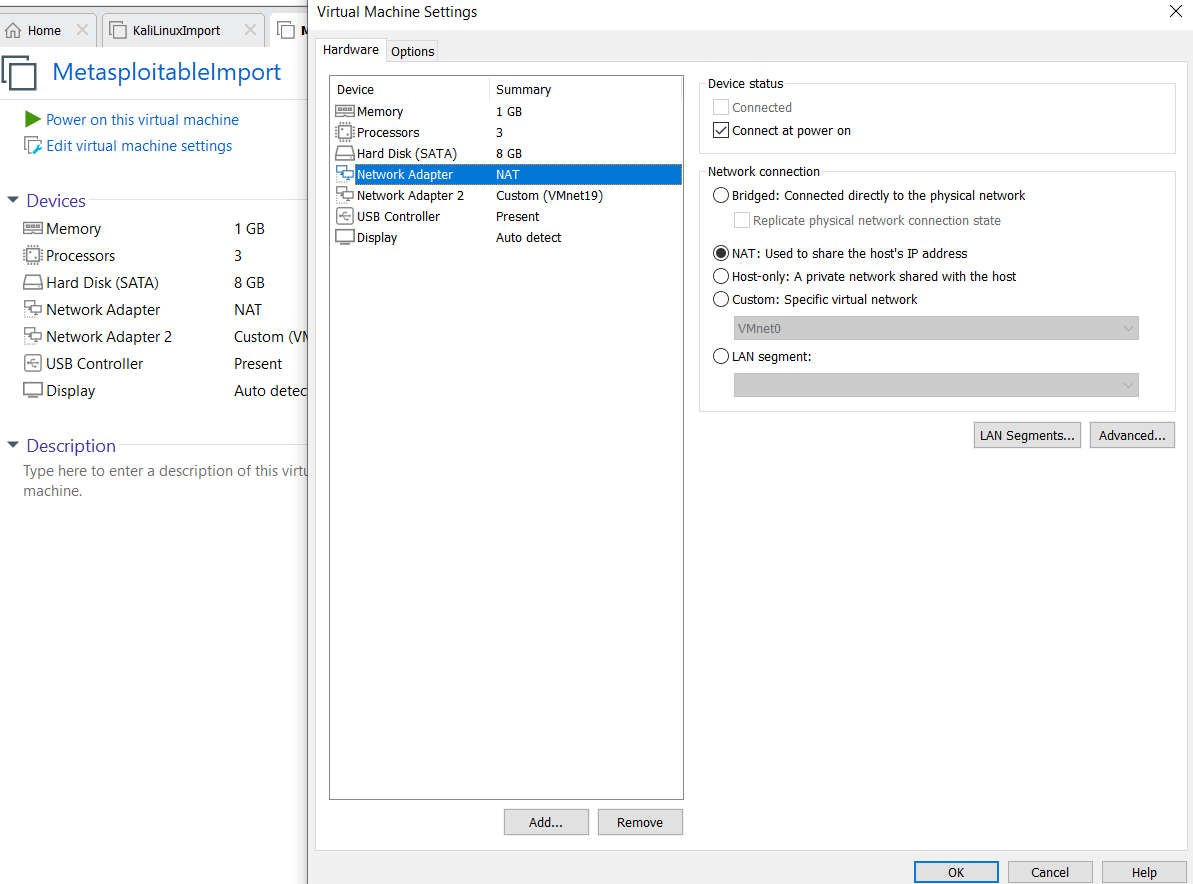 Home
KaliLinuxImport
M
MetasploitableImport
Power on this virtual machine
Edit virtual machine settings
Devices
Memory 1 GB
Processors 3
Hard Disk (SATA) 8 GB
Network Adapter NAT
Network Adapter 2 Custom (VM
USB Controller Present
Display Auto detec
Description
Type here to enter a description of this virtu
machine.
Virtual Machine Settings
Hardware Options
Device Summary
Memory 1 GB
Processors 3
Hard Disk (SATA) 8 GB
Network Adapter NAT
Network Adapter 2 Custom (VMnet19)
USB Controller Present
Display Auto detect
Add... Remove
Device status
Connected
Connect at power on
Network connection
Bridged: Connected directly to the physical network
Replicate physical network connection state
NAT: Used to share the host's IP address
Host-only: A private network shared with the host
Custom: Specific virtual network
VMnet0
LAN segment:
LAN Segments... Advanced...
OK Cancel Help